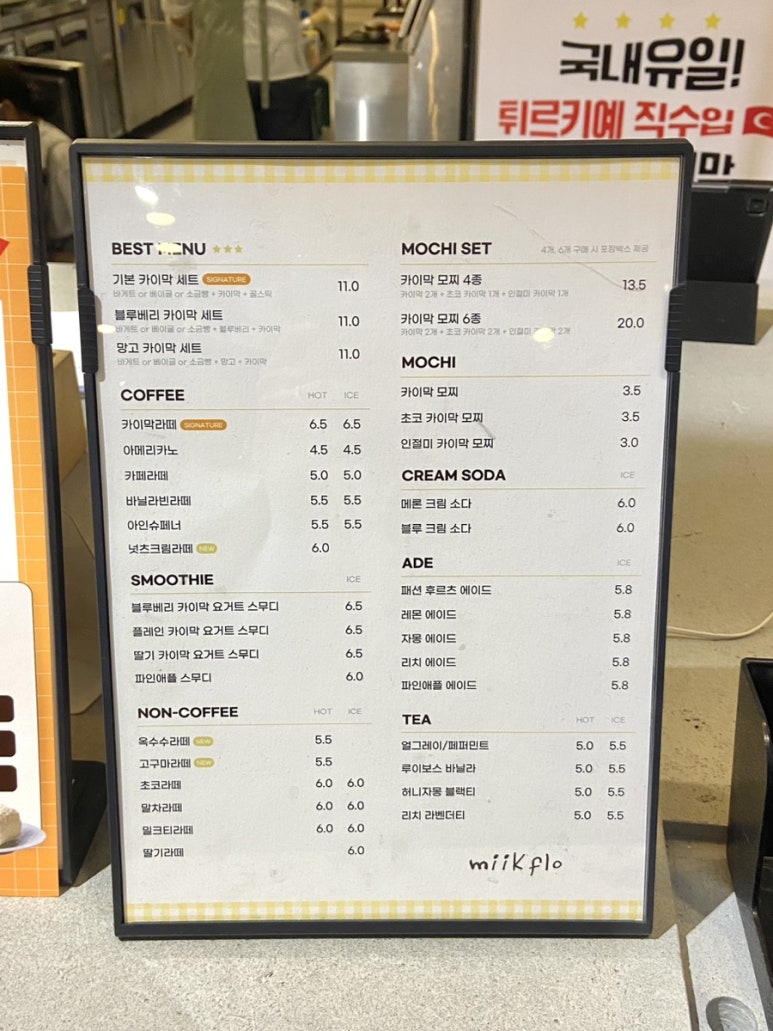 국내유일!
튀르키예 직수입
BEST MENU
기본 카이막 세트 SIGNATURE 11.0
바게트 or 베이글 or 소금빵 + 카이막 + 꿀스틱
블루베리 카이막 세트 11.0
바게트 or 베이글 or 소금빵 + 블루베리 + 카이막
망고 카이막 세트 11.0
바게트 or 베이글 or 소금빵 + 망고 + 카이막
COFFEE HOT ICE
카이막라떼 SIGNATURE 6.5 6.5
아메리카노 4.5 4.5
카페라떼 5.0 5.0
바닐라빈라떼 5.5 5.5
아인슈페너 5.5 5.5
넛츠크림라떼 NEW 6.0
SMOOTHIE ICE
블루베리 카이막 요거트 스무디 6.5
플레인 카이막 요거트 스무디 6.5
딸기 카이막 요거트 스무디 6.5
파인애플 스무디 6.0
NON-COFFEE HOT ICE
옥수수라떼 NEW 5.5
고구마라떼 NEW 5.5
초코라떼 6.0 6.0
말차라떼 6.0 6.0
밀크티라떼 6.0 6.0
딸기라떼 6.0
MOCHI SET 4개, 6개 구매 시 포장박스 제공
카이막 모찌 4종 13.5
카이막 2개 + 초코 카이막 1개 + 인절미 카이막 1개
카이막 모찌 6종 20.0
카이막 2개 + 초코 카이막 2개 + 인절미 2개
MOCHI
카이막 모찌 3.5
초코 카이막 모찌 3.5
인절미 카이막 모찌 3.0
CREAM SODA ICE
메론 크림 소다 6.0
블루 크림 소다 6.0
ADE ICE
패션 후르츠 에이드 5.8
레몬 에이드 5.8
자몽 에이드 5.8
리치 에이드 5.8
파인애플 에이드 5.8
TEA HOT ICE
얼그레이/페퍼민트 5.0 5.5
루이보스 바닐라 5.0 5.5
허니자몽 블랙티 5.0 5.5
리치 라벤더티 5.0 5.5
miikflo